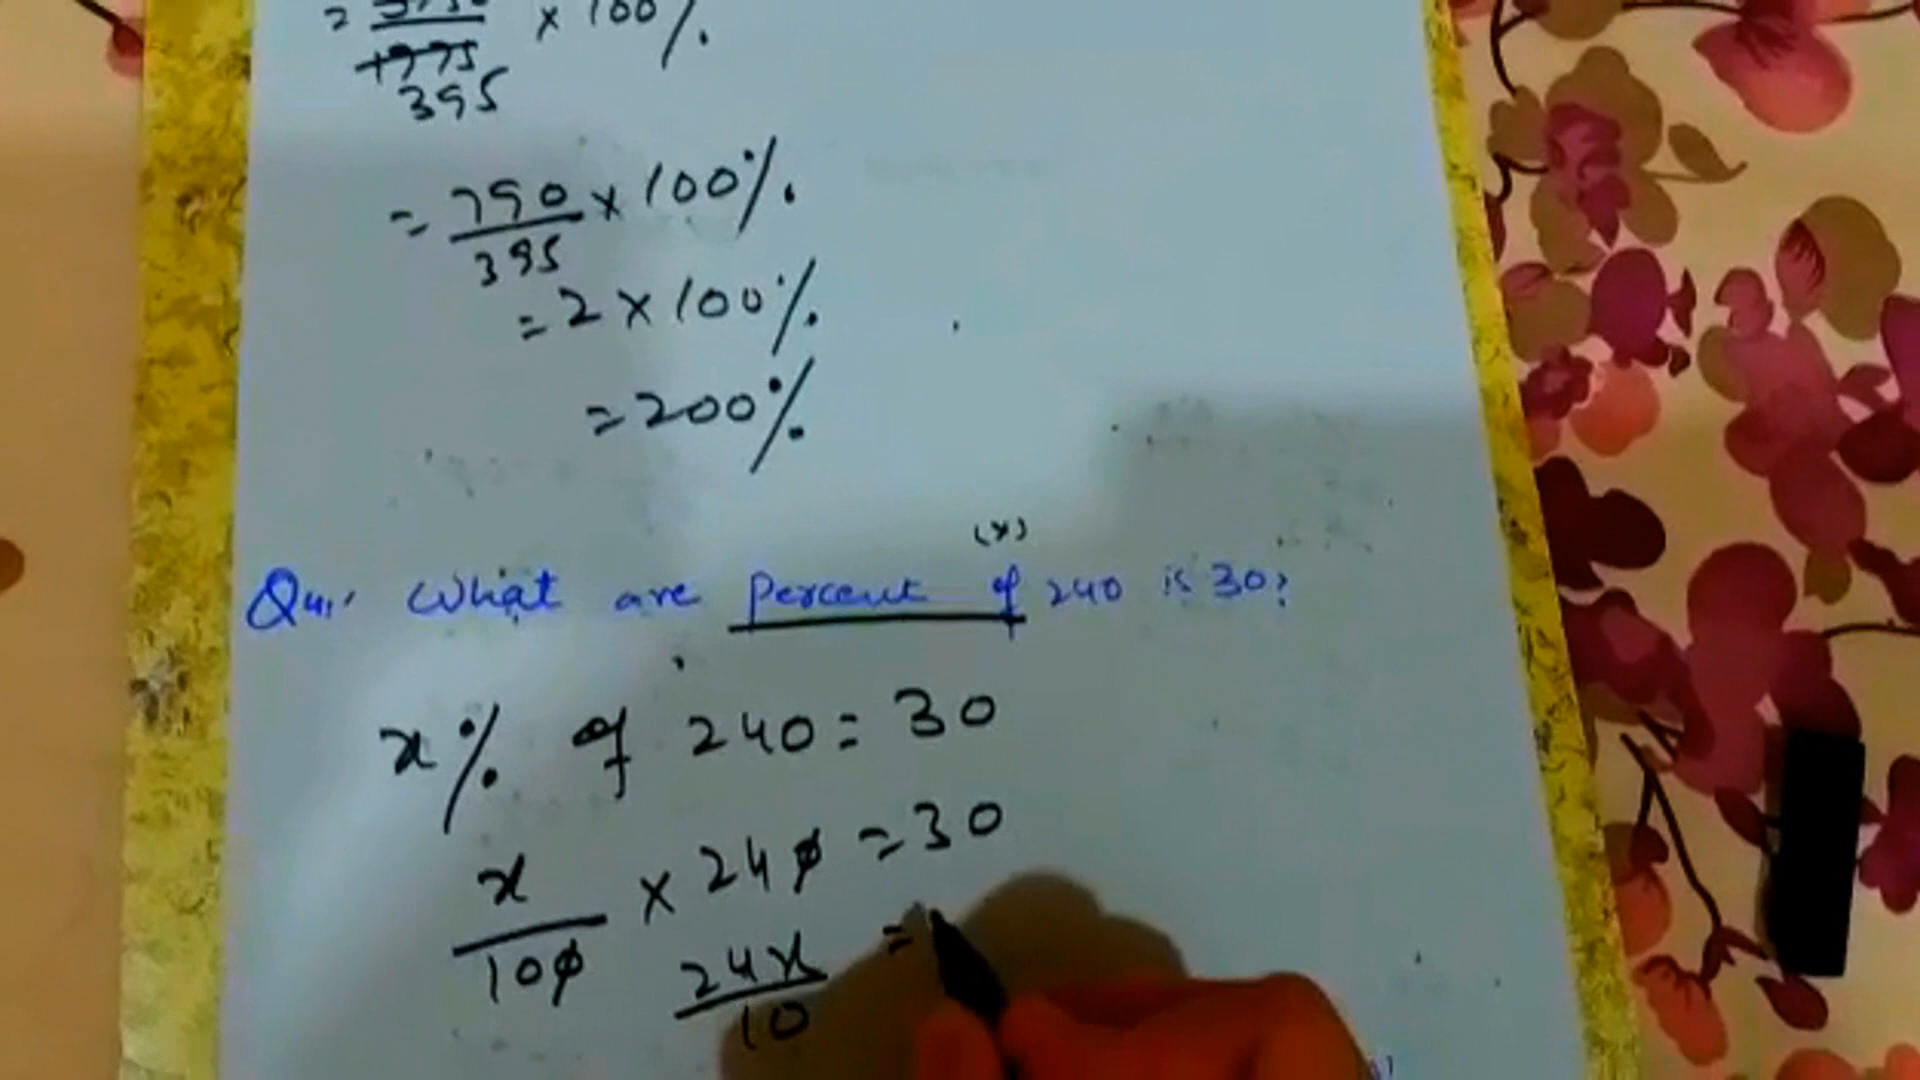 × 100%
1975
395
= 790/395 × 100%
= 2 × 100%
= 200%
(x)
Qu. What are Percent of 240 is 30?
x% of 240 = 30
x/100 × 240 = 30
24x/10 =